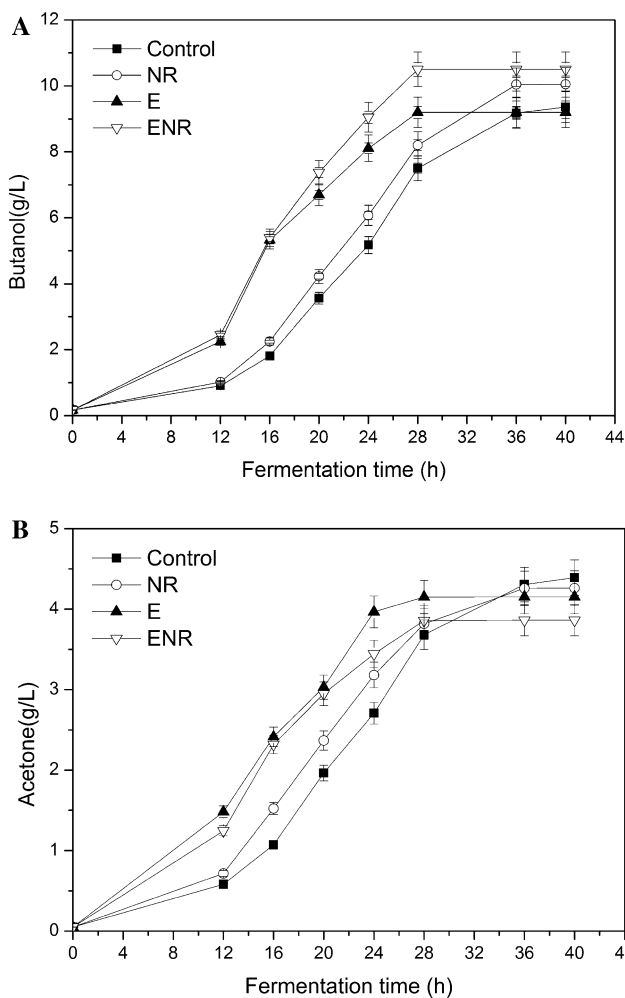 A
Control
NR
E
ENR
12
10
8
6
4
2
0
Butanol(g/L)
0 4 8 12 16 20 24 28 32 36 40 44
Fermentation time (h)
B
Control
NR
E
ENR
5
4
3
2
1
0
Acetone(g/L)
0 4 8 12 16 20 24 28 32 36 40 44
Fermentation time (h)